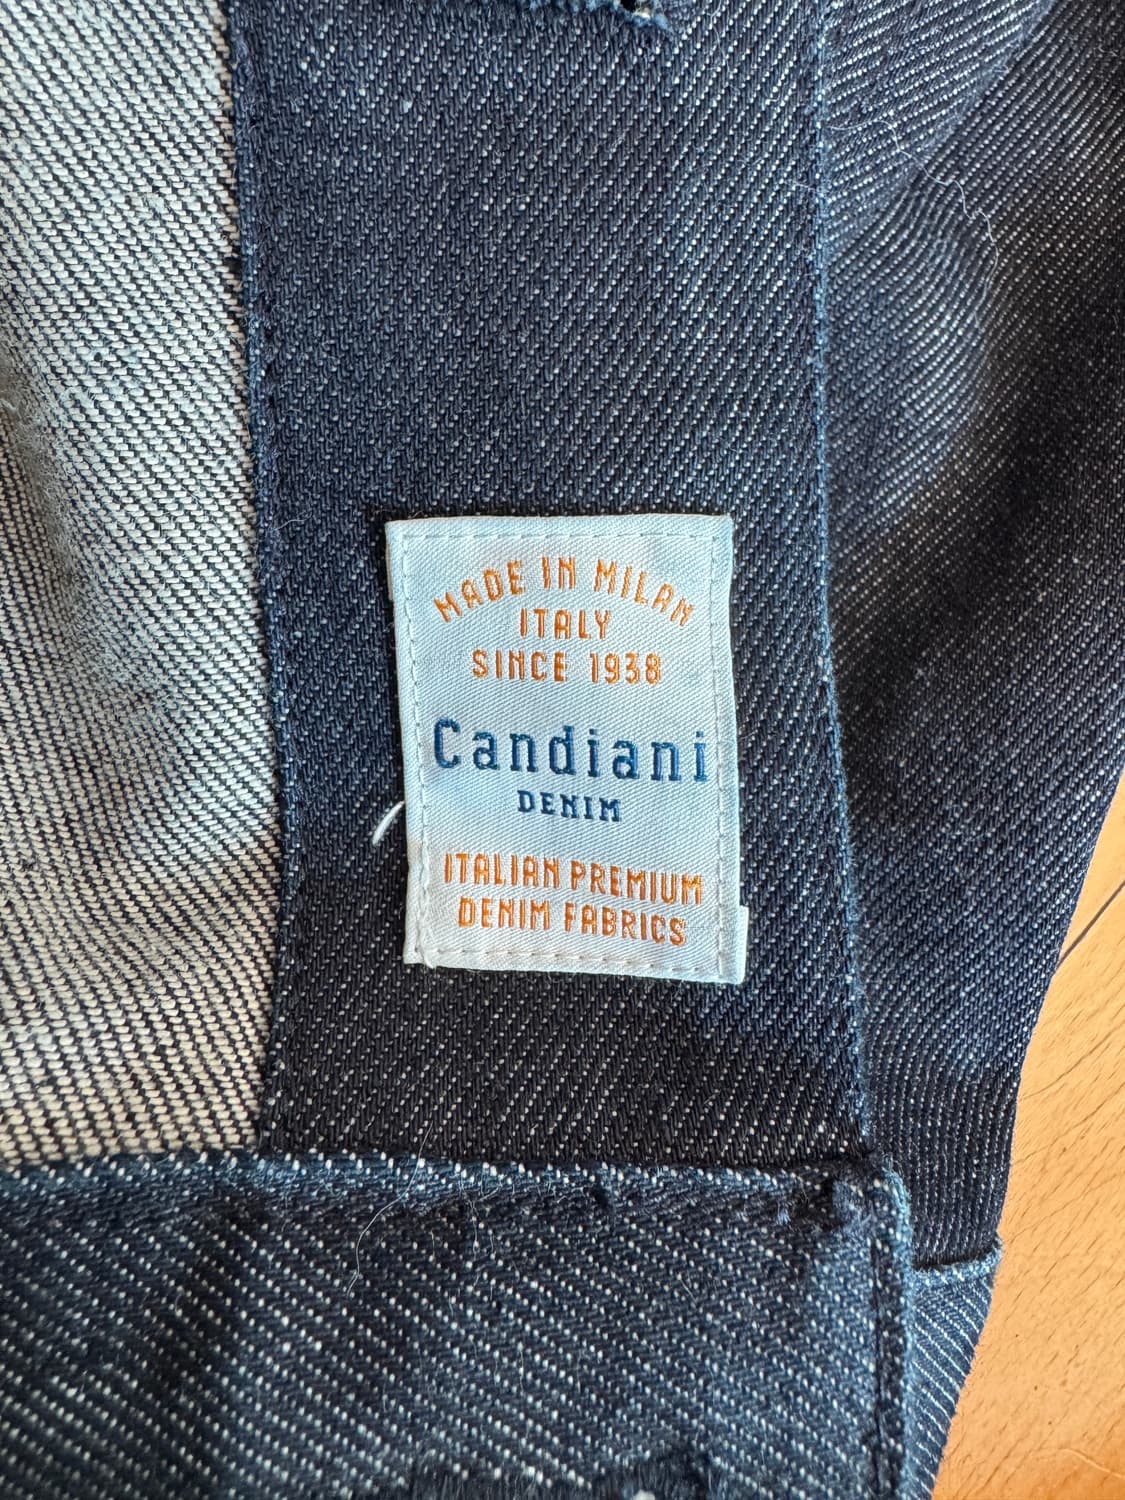 MADE IN MILAN
ITALY
SINCE 1938
Candiani
DENIM
ITALIAN PREMIUM
DENIM FABRICS